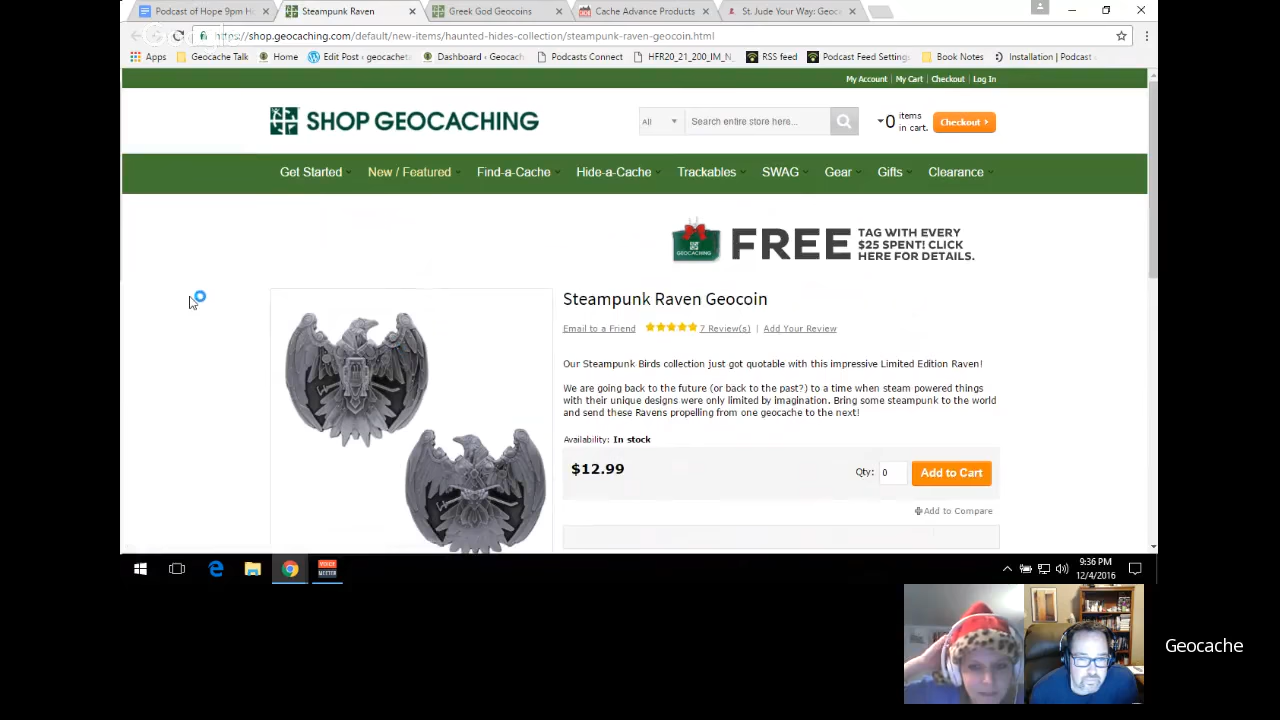 Podcast of Hope 9pm H
Steampunk Raven
Greek God Geocoins
Cache Advance Products
St. Jude Your Way: Geoc
https://shop.geocaching.com/default/new-items/haunted-hides-collection/steampunk-raven-geocoin.html
Apps
Geocache Talk
Home
Edit Post ‹ geocachet
Dashboard ‹ Geocach
Podcasts Connect
HFR20_21_200_IM_N_
RSS feed
Podcast Feed Setting
Book Notes
Installation | Podcast
My Account | My Cart | Checkout | Log In
SHOP GEOCACHING
All
Search entire store here...
0 items in cart.
Checkout
Get Started
New / Featured
Find-a-Cache
Hide-a-Cache
Trackables
SWAG
Gear
Gifts
Clearance
GEOCACHING
FREE
TAG WITH EVERY
$25 SPENT! CLICK
HERE FOR DETAILS.
Steampunk Raven Geocoin
Email to a Friend
7 Review(s) | Add Your Review
Our Steampunk Birds collection just got quotable with this impressive Limited Edition Raven!
We are going back to the future (or back to the past?) to a time when steam powered things
with their unique designs were only limited by imagination. Bring some steampunk to the world
and send these Ravens propelling from one geocache to the next!
Availability: In stock
$12.99
Qty: 0
Add to Cart
Add to Compare
VOICE
MEETER
9:36 PM
12/4/2016
Geocache